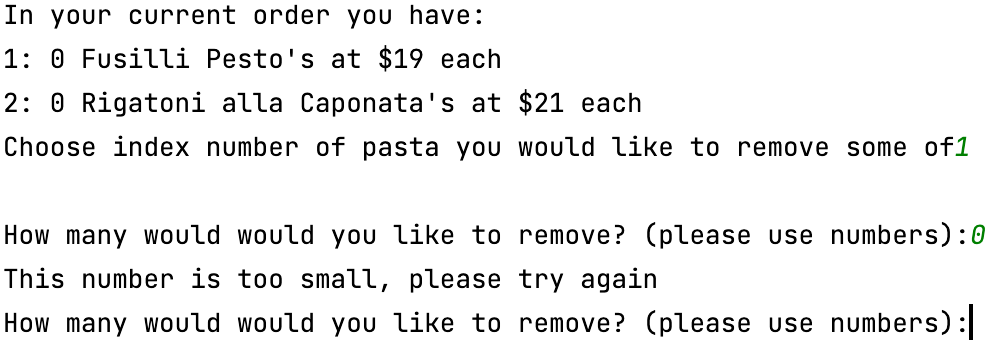 In your current order you have:
1: 0 Fusilli Pesto's at $19 each
2: 0 Rigatoni alla Caponata's at $21 each
Choose index number of pasta you would like to remove some of1
How many would would you like to remove? (please use numbers):0
This number is too small, please try again
How many would would you like to remove? (please use numbers):